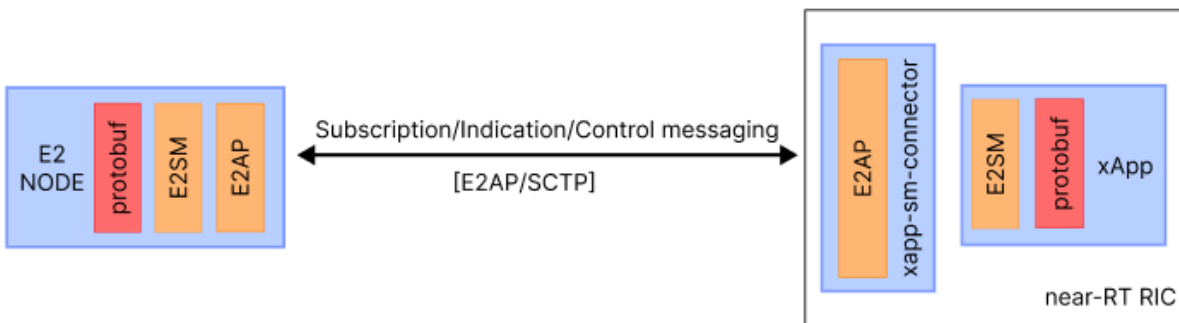 E2
NODE
protobuf
E2SM
E2AP
Subscription/Indication/Control messaging
[E2AP/SCTP]
E2AP
xapp-sm-connector
E2SM
protobuf
xApp
near-RT RIC